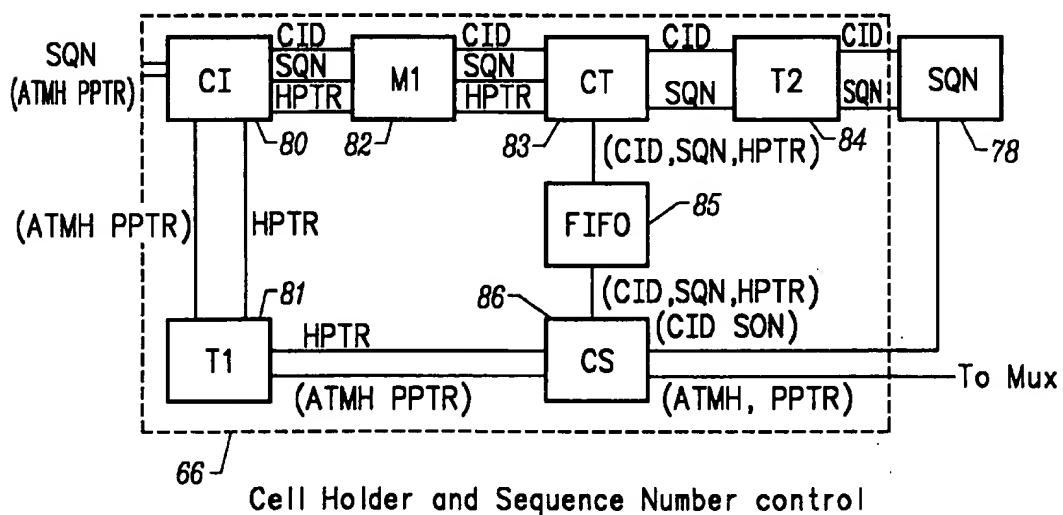 SQN
(ATMH PPTR)
CI
80
CID
SQN
HPTR
M1
82
CID
SQN
HPTR
CT
83
CID
SQN
T2
84
CID
SQN
SQN
78
(CID,SQN,HPTR)
FIFO
85
(CID,SQN,HPTR)
(CID SON)
(ATMH PPTR)
HPTR
81
T1
HPTR
(ATMH PPTR)
86
CS
(ATMH, PPTR)
To Mux
66
Cell Holder and Sequence Number control